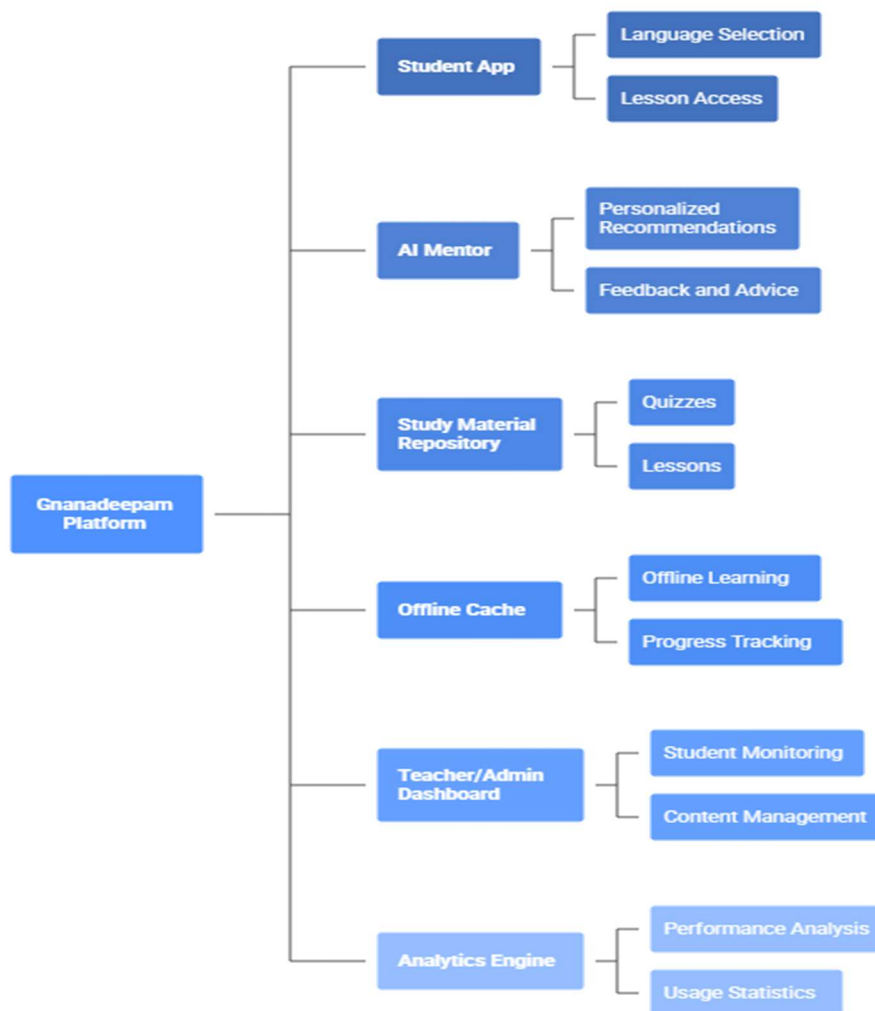 Language Selection
Student App
Lesson Access
Personalized
Recommendations
AI Mentor
Feedback and Advice
Quizzes
Study Material
Repository
Lessons
Gnanadeepam
Platform
Offline Learning
Offline Cache
Progress Tracking
Student Monitoring
Teacher/Admin
Dashboard
Content Management
Performance Analysis
Analytics Engine
Usage Statistics